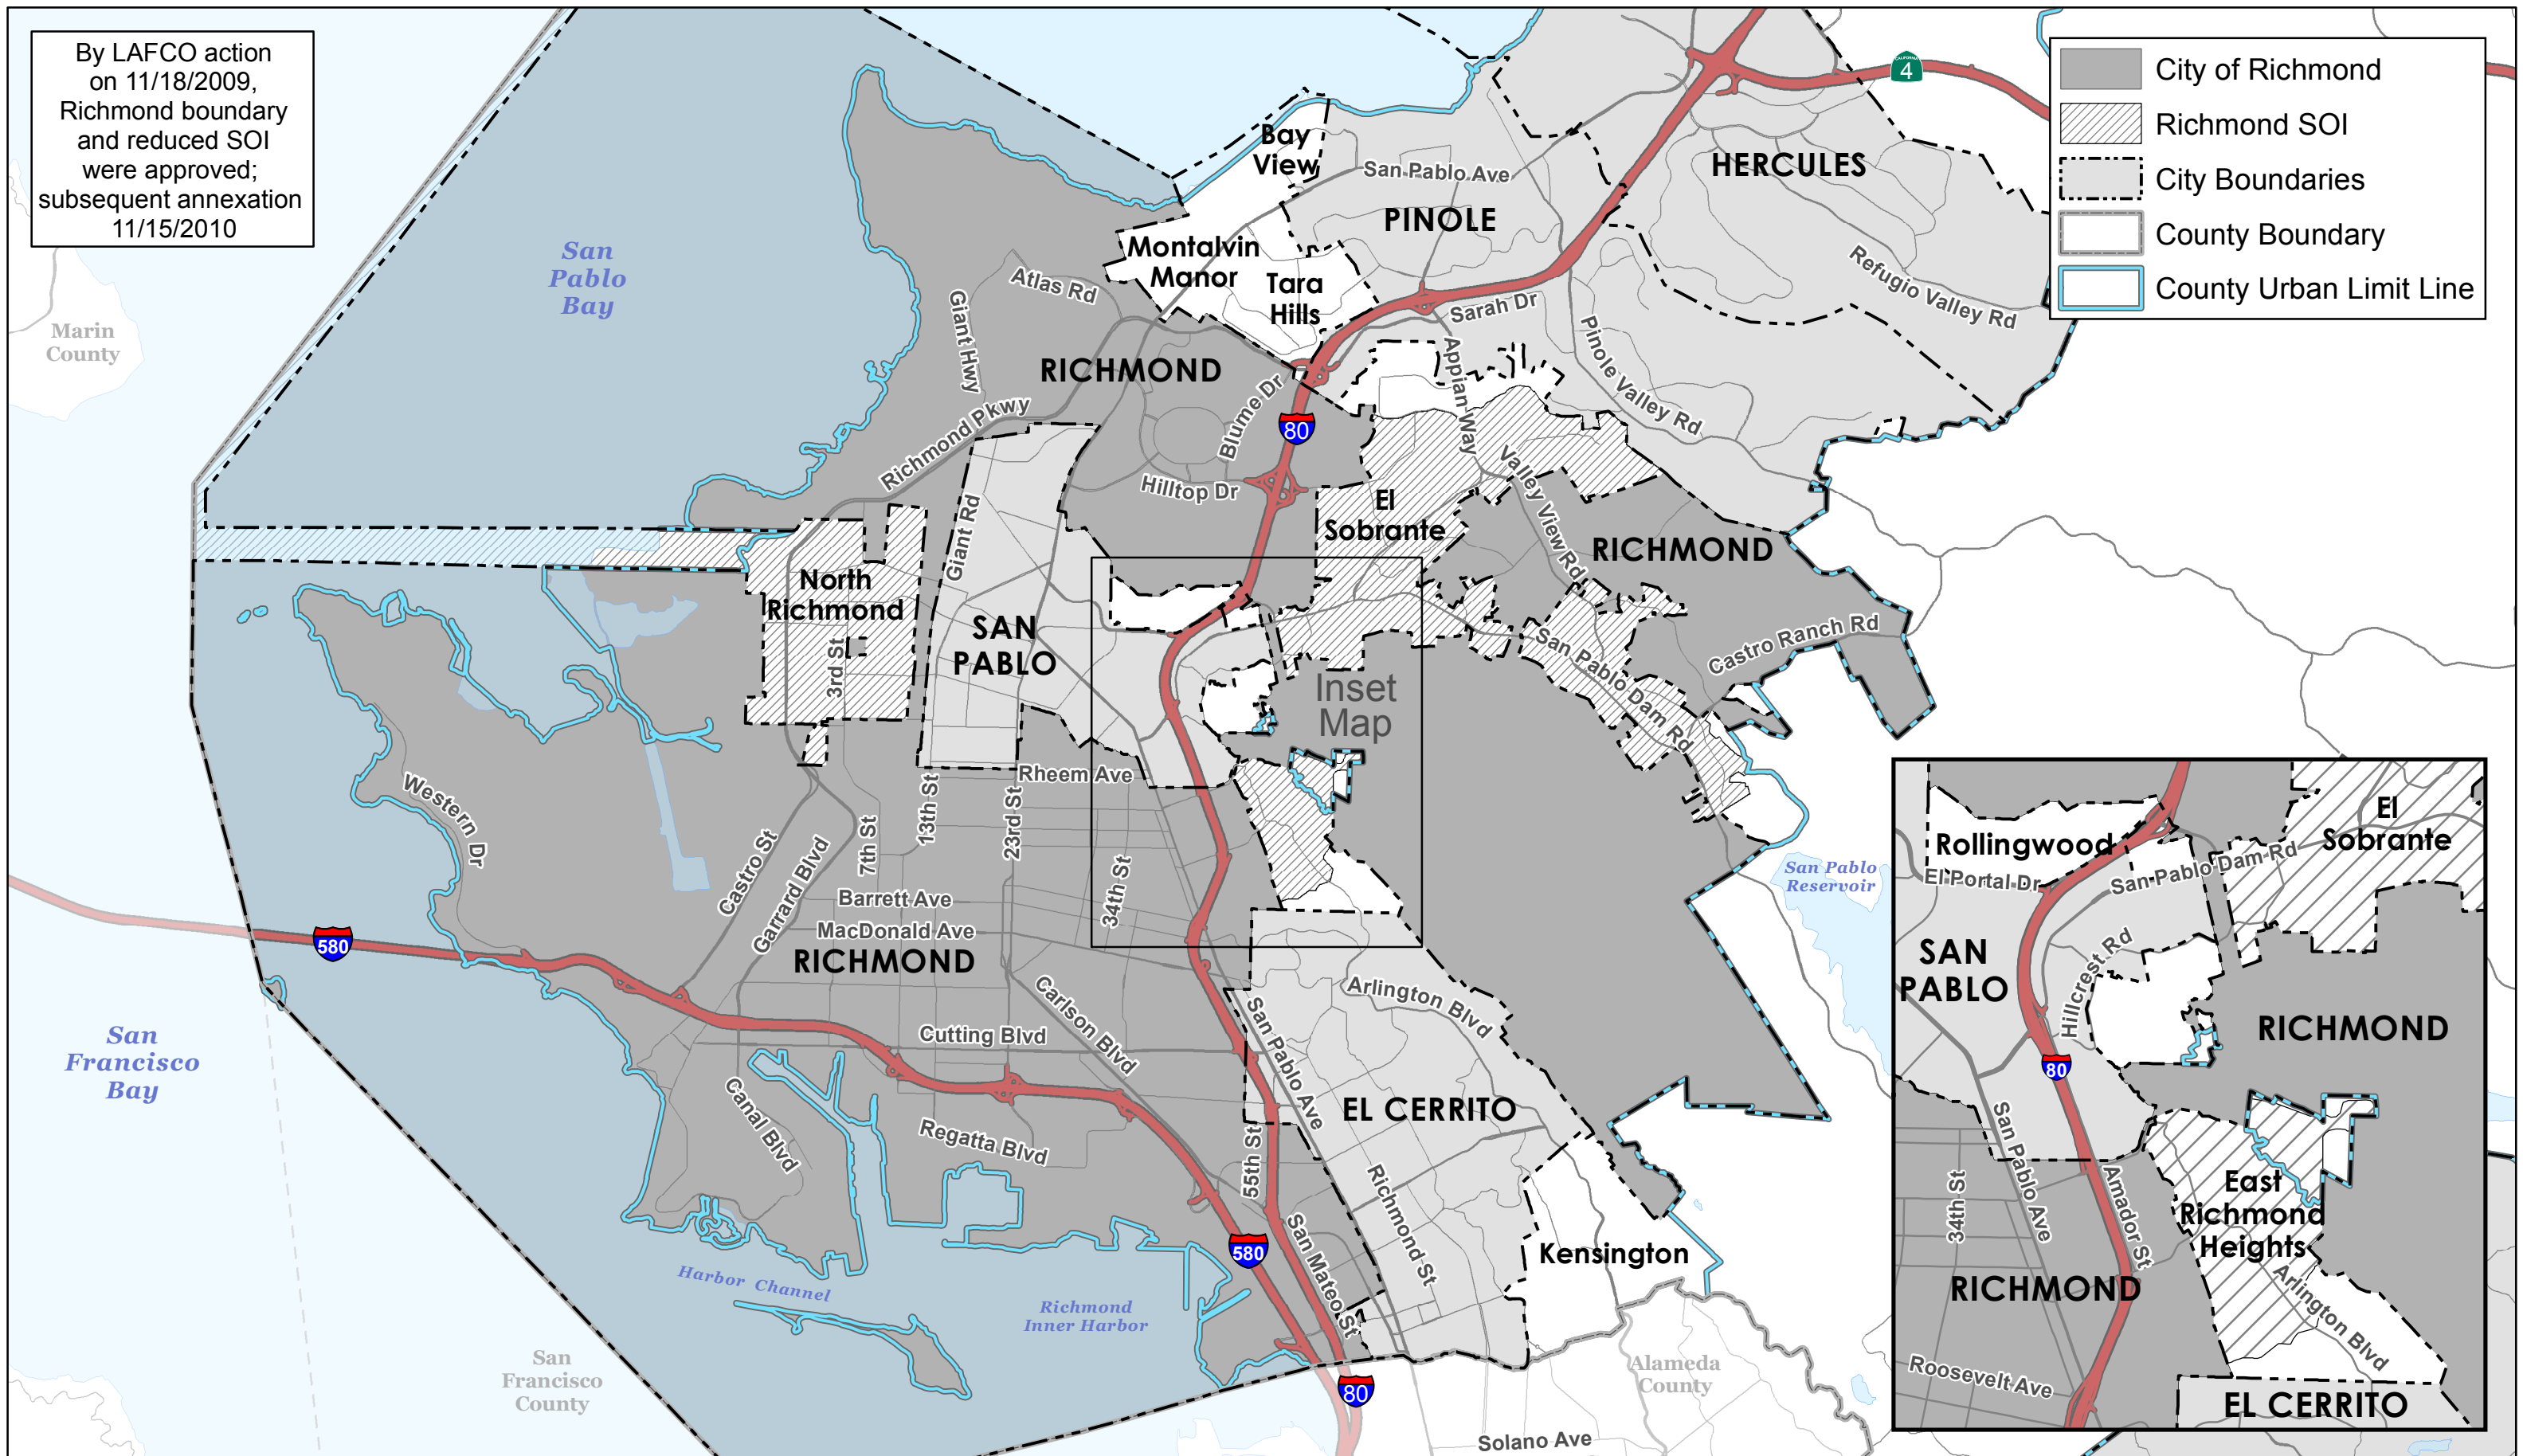 By LAFCO action
on 11/18/2009,
Richmond boundary
and reduced SOI
were approved;
subsequent annexation
11/15/2010
City of Richmond
Richmond SOI
City Boundaries
County Boundary
County Urban Limit Line
4
Bay
View
San Pablo Ave
HERCULES
PINOLE
San
Pablo
Bay
Montalvin
Manor
Tara
Hills
Refugio Valley Rd
Atlas Rd
Giant Hwy
Sarah Dr
Marin
County
RICHMOND
Appian Way
Pinole Valley Rd
Blume Dr
80
Richmond Pkwy
Hilltop Dr
Valley View Rd
El
Sobrante
Giant Rd
RICHMOND
North
Richmond
SAN
PABLO
3rd St
San Pablo Dam Rd
Castro Ranch Rd
Inset
Map
Rheem Ave
Western Dr
13th St
23rd St
7th St
Castro St
Garrard Blvd
34th St
Barrett Ave
MacDonald Ave
RICHMOND
San Pablo
Reservoir
580
Carlson Blvd
Arlington Blvd
San Pablo Ave
San
Francisco
Bay
Cutting Blvd
Canal Blvd
Regatta Blvd
EL CERRITO
55th St
Richmond St
San Mateo St
Kensington
580
Harbor Channel
Richmond
Inner Harbor
San
Francisco
County
Alameda
County
80
Solano Ave
El
Sobrante
Rollingwood
El Portal Dr
San Pablo Dam Rd
SAN
PABLO
Hillcrest Rd
RICHMOND
80
San Pablo Ave
34th St
Amador St
East
Richmond
Heights
RICHMOND
Arlington Blvd
Roosevelt Ave
EL CERRITO